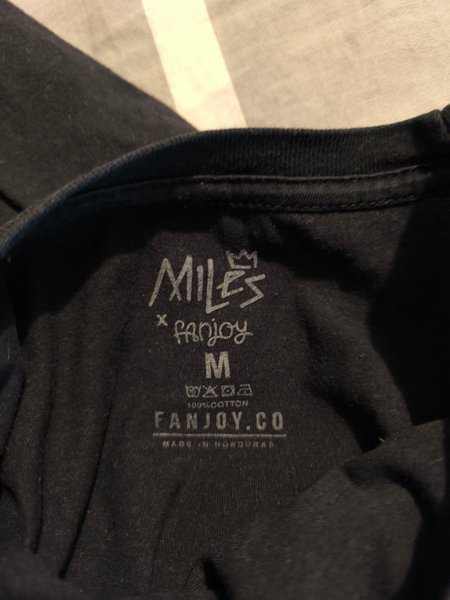 MILES
x fanjoy
M
100% COTTON
FANJOY.CO
MADE IN HONDURAS